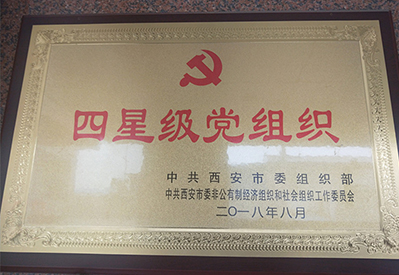 四星级党组织
中共西安市委组织部
中共西安市委非公有制经济组织和社会组织工作委员会
二〇一八年八月